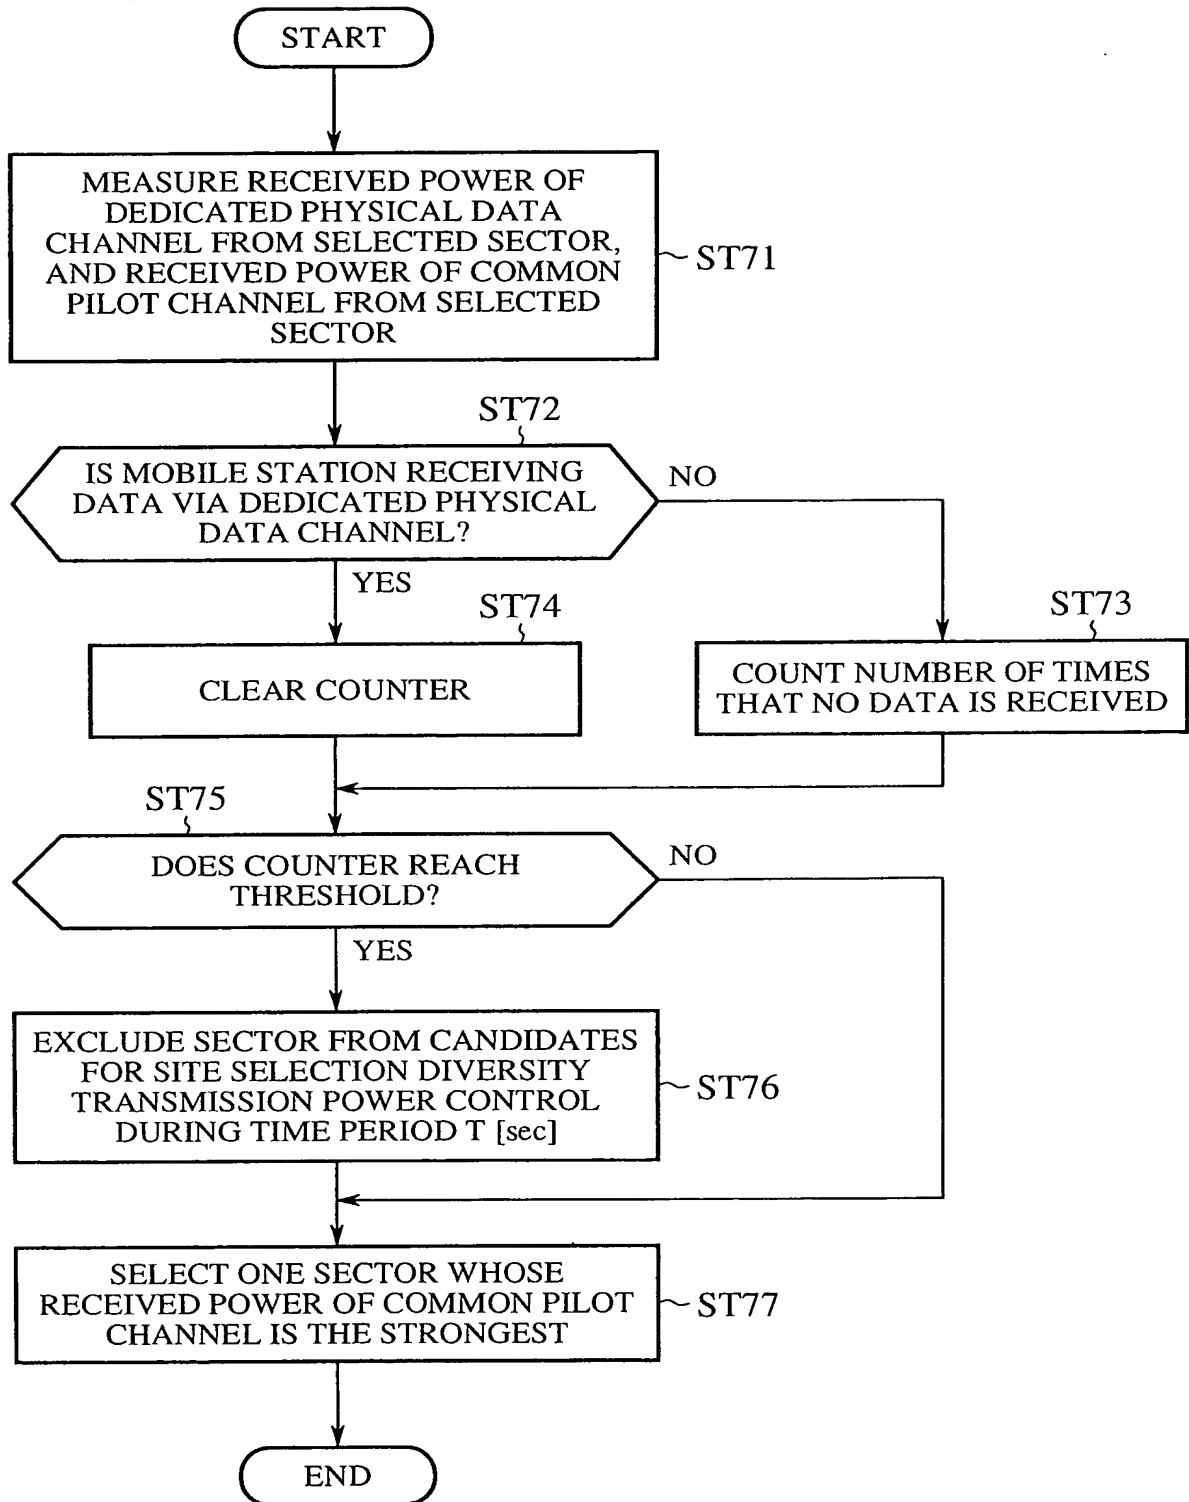 START
MEASURE RECEIVED POWER OF
DEDICATED PHYSICAL DATA
CHANNEL FROM SELECTED SECTOR,
AND RECEIVED POWER OF COMMON
PILOT CHANNEL FROM SELECTED
SECTOR
ST71
ST72
IS MOBILE STATION RECEIVING
DATA VIA DEDICATED PHYSICAL
DATA CHANNEL?
NO
YES
ST74
CLEAR COUNTER
ST73
COUNT NUMBER OF TIMES
THAT NO DATA IS RECEIVED
ST75
DOES COUNTER REACH
THRESHOLD?
NO
YES
EXCLUDE SECTOR FROM CANDIDATES
FOR SITE SELECTION DIVERSITY
TRANSMISSION POWER CONTROL
DURING TIME PERIOD T [sec]
ST76
SELECT ONE SECTOR WHOSE
RECEIVED POWER OF COMMON PILOT
CHANNEL IS THE STRONGEST
ST77
END